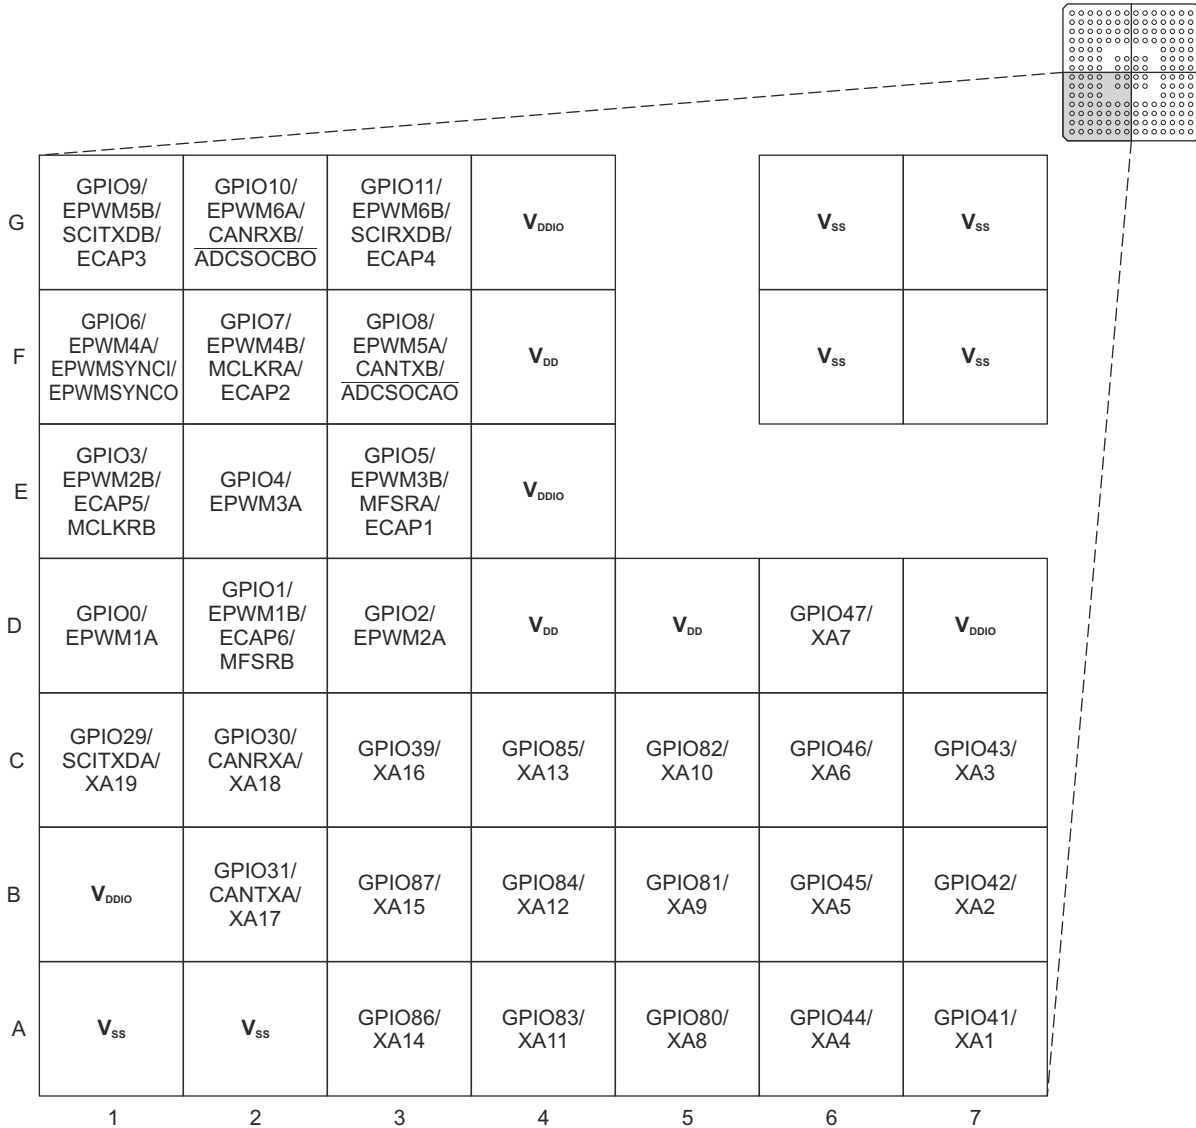 G
GPIO9/
EPWM5B/
SCITXDB/
ECAP3
GPIO10/
EPWM6A/
CANRXB/
ADCSOCBO
GPIO11/
EPWM6B/
SCIRXDB/
ECAP4
VDDIO
VSS
VSS
F
GPIO6/
EPWM4A/
EPWMSYNCI/
EPWMSYNCO
GPIO7/
EPWM4B/
MCLKRA/
ECAP2
GPIO8/
EPWM5A/
CANTXB/
ADCSOCAO
VDD
VSS
VSS
E
GPIO3/
EPWM2B/
ECAP5/
MCLKRB
GPIO4/
EPWM3A
GPIO5/
EPWM3B/
MFSRA/
ECAP1
VDDIO
D
GPIO0/
EPWM1A
GPIO1/
EPWM1B/
ECAP6/
MFSRB
GPIO2/
EPWM2A
VDD
VDD
GPIO47/
XA7
VDDIO
C
GPIO29/
SCITXDA/
XA19
GPIO30/
CANRXA/
XA18
GPIO39/
XA16
GPIO85/
XA13
GPIO82/
XA10
GPIO46/
XA6
GPIO43/
XA3
B
VDDIO
GPIO31/
CANTXA/
XA17
GPIO87/
XA15
GPIO84/
XA12
GPIO81/
XA9
GPIO45/
XA5
GPIO42/
XA2
A
VSS
VSS
GPIO86/
XA14
GPIO83/
XA11
GPIO80/
XA8
GPIO44/
XA4
GPIO41/
XA1
1 2 3 4 5 6 7